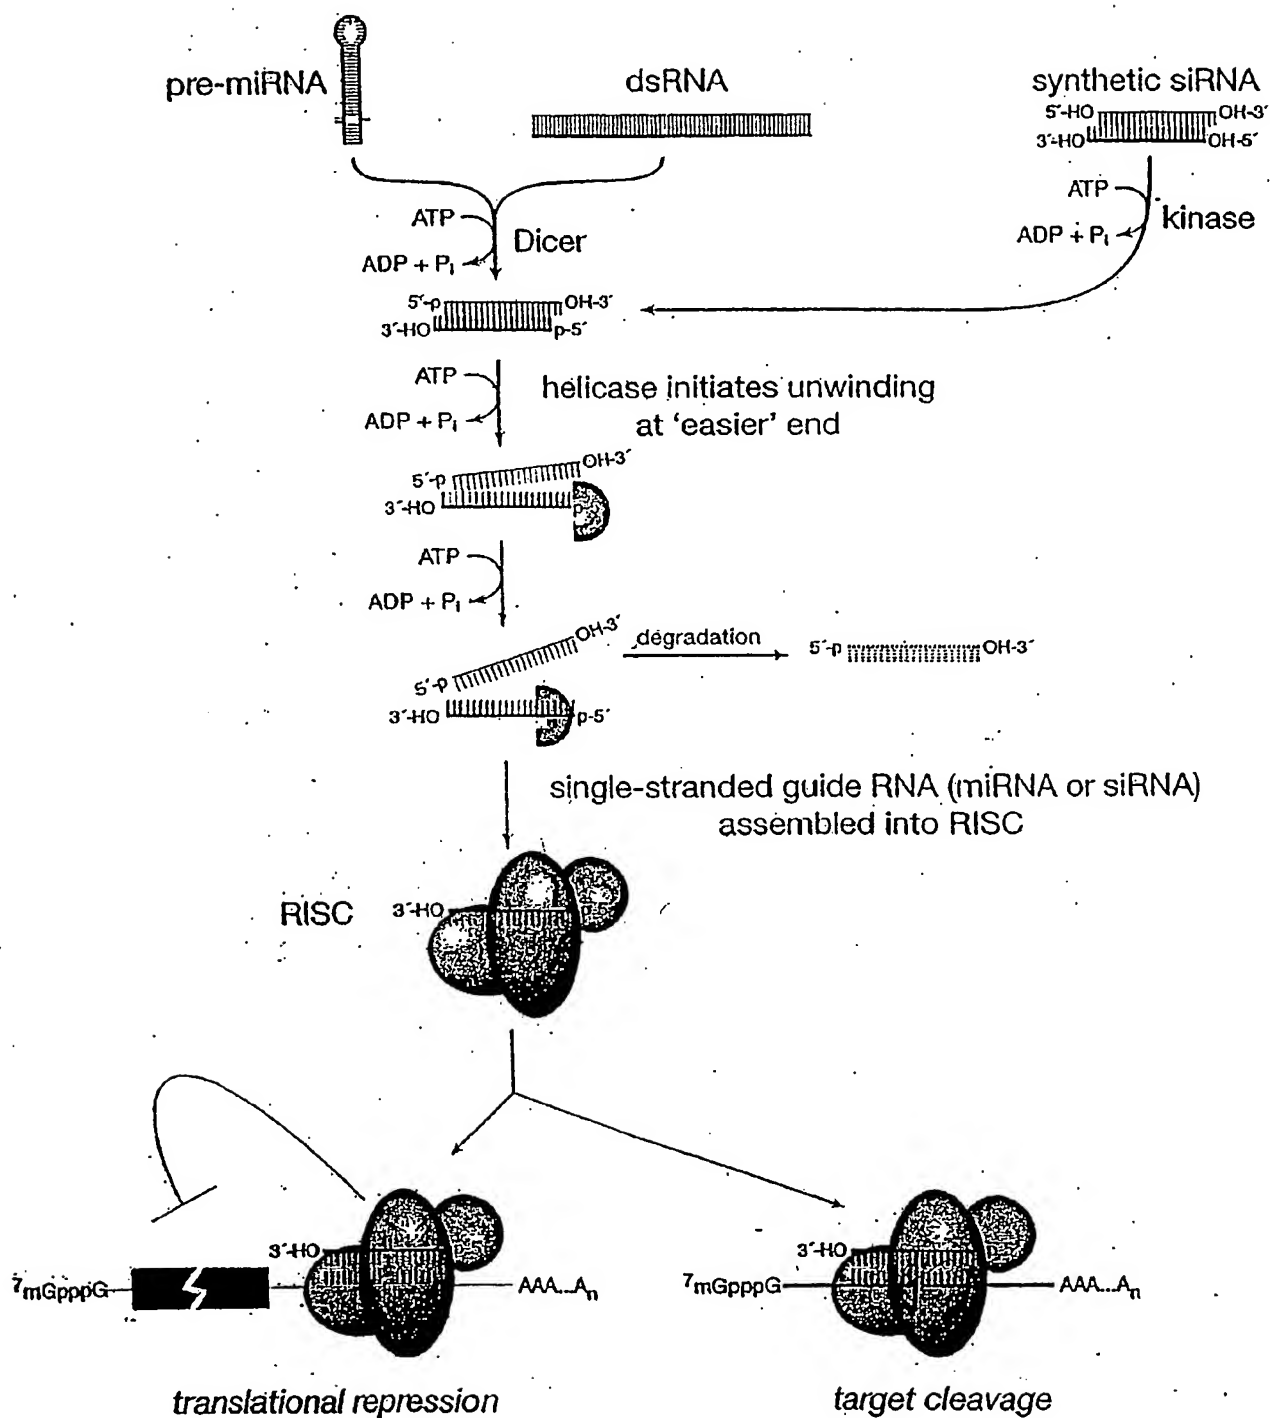 pre-miRNA
dsRNA
synthetic siRNA
5´-HO OH-3´
3´-HO OH-5´
ATP
ADP + Pi
kinase
ATP
ADP + Pi
Dicer
5´-p OH-3´
3´-HO p-5´
ATP
ADP + Pi
helicase initiates unwinding
at ‘easier’ end
5´-p OH-3´
3´-HO p
ATP
ADP + Pi
5´-p OH-3´
degradation
5´-p OH-3´
3´-HO p-5´
single-stranded guide RNA (miRNA or siRNA)
assembled into RISC
RISC
3´-HO
3´-HO
7mGpppG AAA...An
3´-HO
7mGpppG AAA...An
translational repression
target cleavage